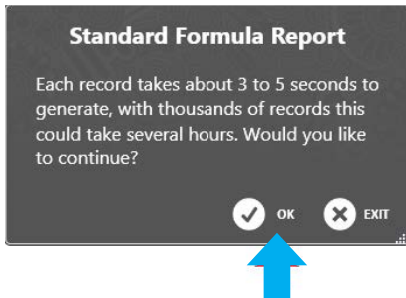 Standard Formula Report
Each record takes about 3 to 5 seconds to
generate, with thousands of records this
could take several hours. Would you like
to continue?
OK EXIT